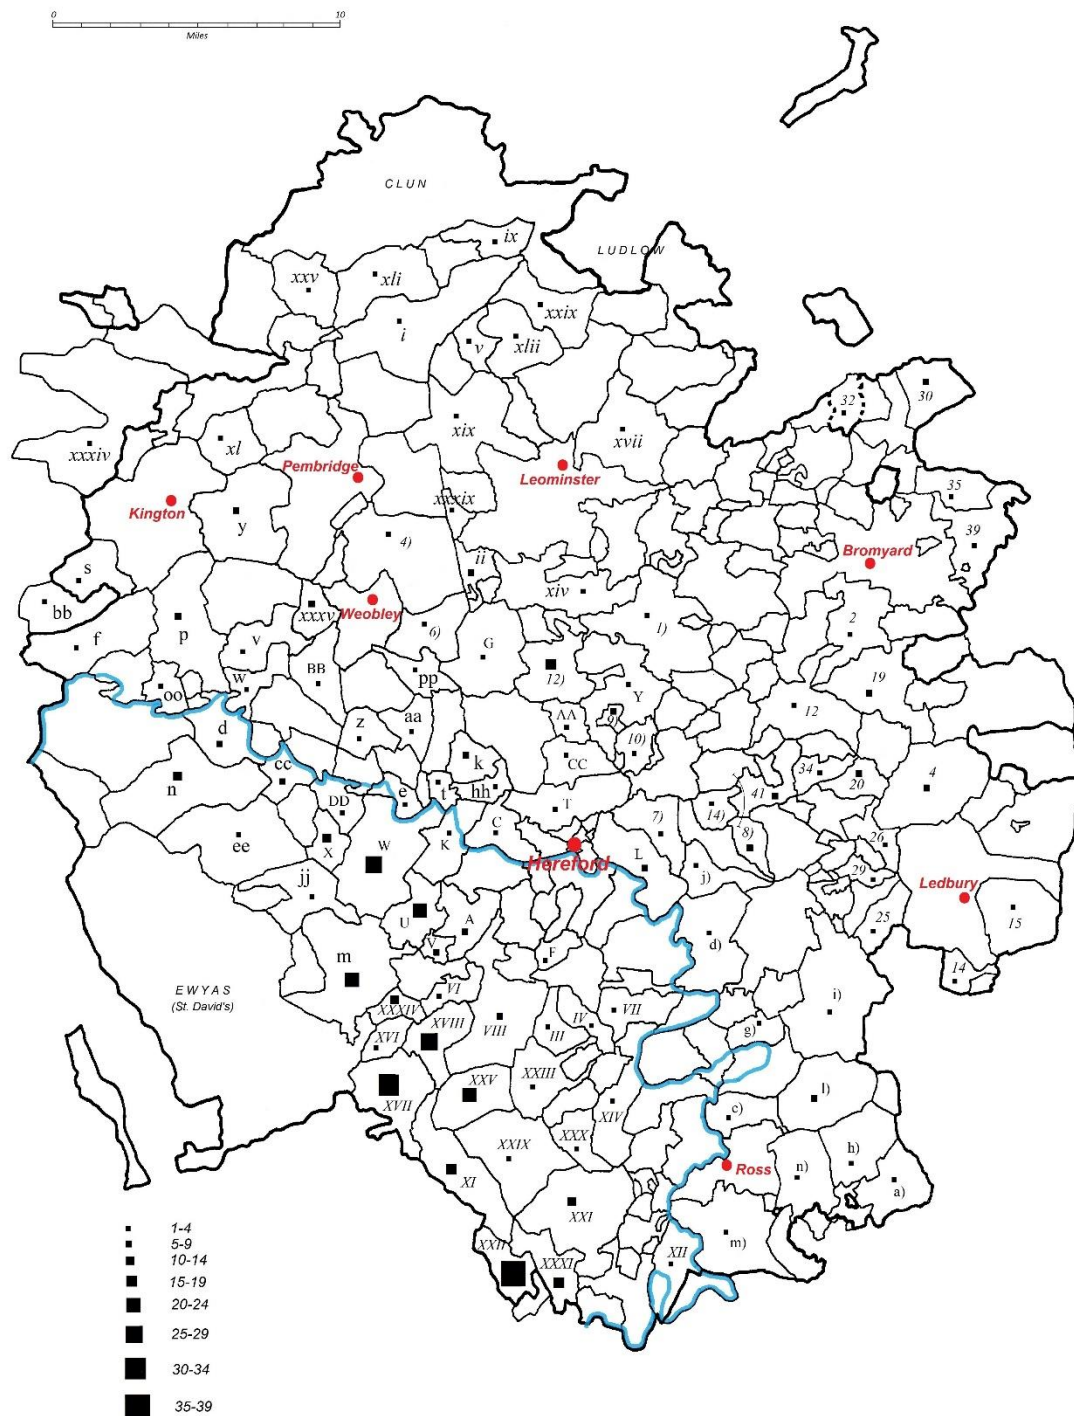 0 10
Miles
CLUN
LUDLOW
ix
xxv
xli
xxix
i
v
xlii
32
30
xix
xvii
xl
xxxiv
Pembridge
Leominster
xxxix
35
Kington
y
39
4)
Bromyard
ii
s
xiv
bb
xxxv
Weobley
p
1)
2
f
v
6)
G
BB
pp
12)
19
oo
w
Y
9)
12
aa
AA
z
10)
d
k
CC
34
n
cc
hh
20
4
t
e
41
DD
T
14)
C
7)
8)
ee
X
W
K
26
Hereford
L
j)
29
jj
Ledbury
U
A
25
15
V
F
d)
m
14
EWYAS
(St. David's)
VI
XXXIV
i)
XVIII
VIII
IV
VII
III
g)
XVI
XXIII
XXV
l)
XVII
XIV
c)
XXX
XXIX
h)
Ross
n)
XI
a)
XXI
m)
XXII
XII
XXXI
1-4
5-9
10-14
15-19
20-24
25-29
30-34
35-39